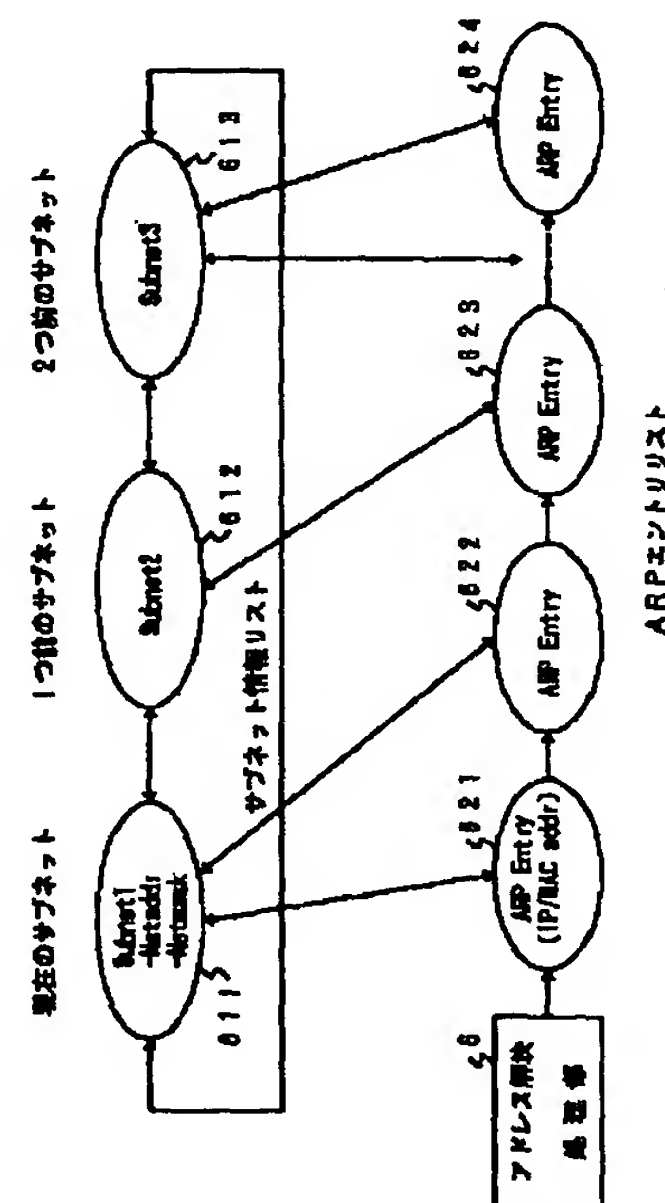 現在のサブネット
1つ前のサブネット
2つ前のサブネット
Subnet1
-Netaddr
-Netmask
Subnet2
Subnet3
611
612
613
サブネット情報リスト
6
アドレス解決
処理部
621
622
623
624
ARP Entry
(IP/MAC addr)
ARP Entry
ARP Entry
ARP Entry
ARPエントリリスト